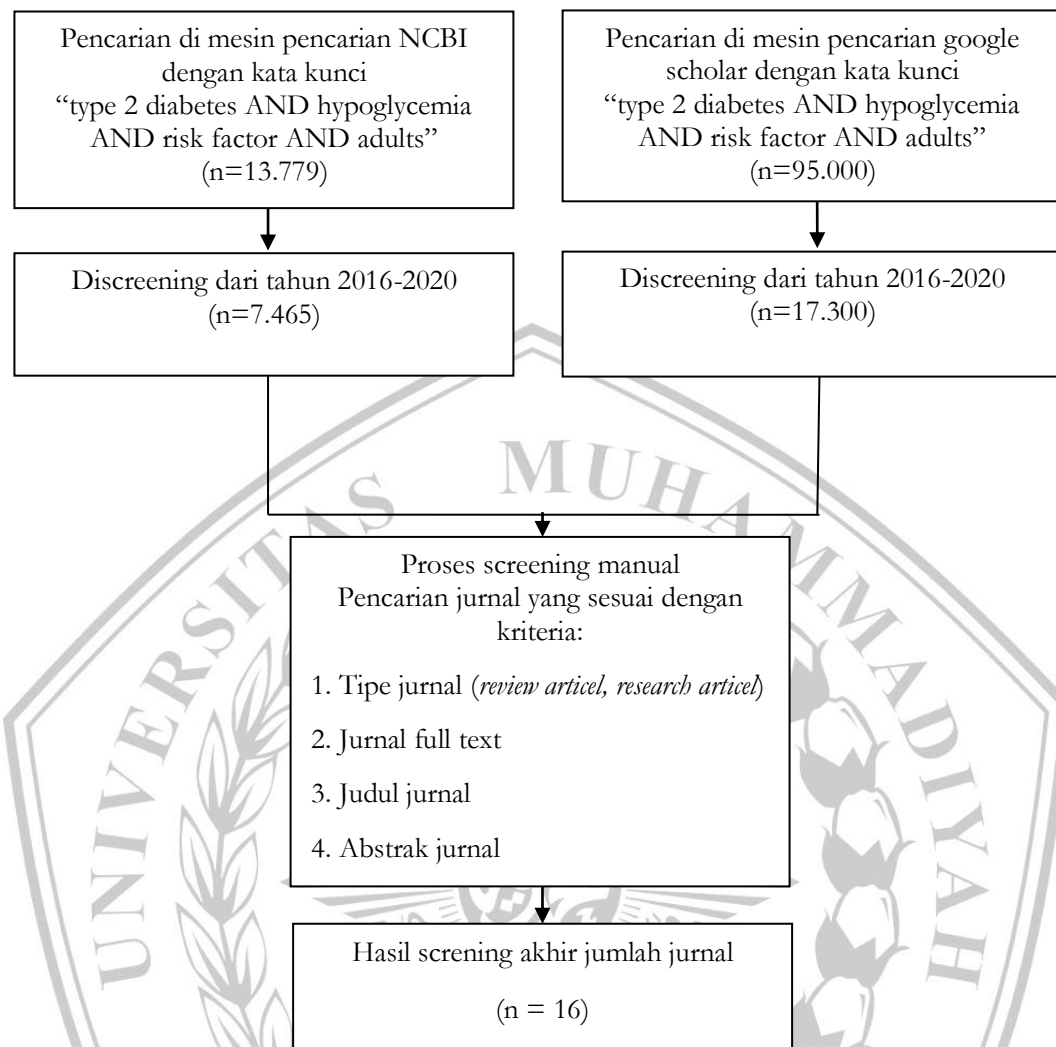 Pencarian di mesin pencarian NCBI
dengan kata kunci
“type 2 diabetes AND hypoglycemia
AND risk factor AND adults”
(n=13.779)
Pencarian di mesin pencarian google
scholar dengan kata kunci
“type 2 diabetes AND hypoglycemia
AND risk factor AND adults”
(n=95.000)
Discreening dari tahun 2016-2020
(n=7.465)
Discreening dari tahun 2016-2020
(n=17.300)
Proses screening manual
Pencarian jurnal yang sesuai dengan
kriteria:
1. Tipe jurnal (review articel, research articel)
2. Jurnal full text
3. Judul jurnal
4. Abstrak jurnal
Hasil screning akhir jumlah jurnal
(n = 16)
UNIVERSITAS MUHAMMADIYAH